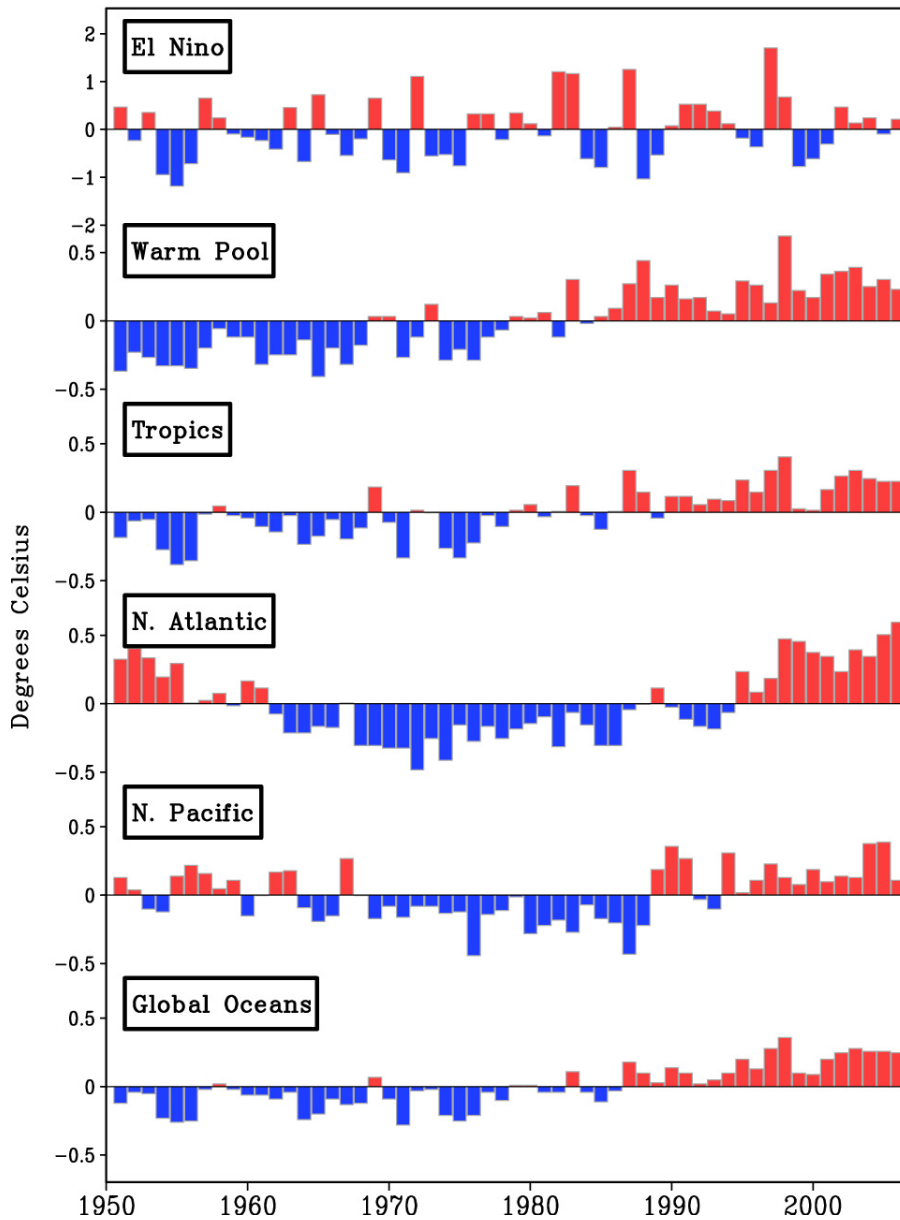 El Nino
2
1
0
−1
−2
Warm Pool
0.5
0
−0.5
Tropics
0.5
0
−0.5
N. Atlantic
0.5
0
−0.5
N. Pacific
0.5
0
−0.5
Global Oceans
0.5
0
−0.5
Degrees Celsius
1950 1960 1970 1980 1990 2000